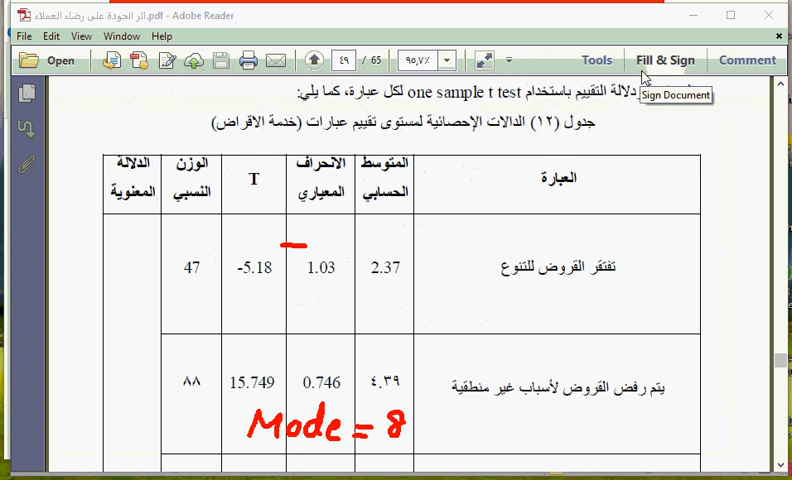 اثر الجودة على رضاء العملاء.pdf - Adobe Reader
File Edit View Window Help
Open ٤٩ / 65 ٩٥,٧٪ Tools Fill & Sign Comment
Sign Document
دلالة التقييم باستخدام one sample t test لكل عبارة، كما يلي:
جدول (١٢) الدالات الإحصائية لمستوى تقييم عبارات (خدمة الاقراض)
العبارة المتوسط الحسابي الانحراف المعياري T الوزن النسبي الدلالة المعنوية
تفتقر القروض للتنوع 2.37 1.03 -5.18 47
يتم رفض القروض لأسباب غير منطقية ٤.٣٩ 0.746 15.749 ٨٨
Mode = 8